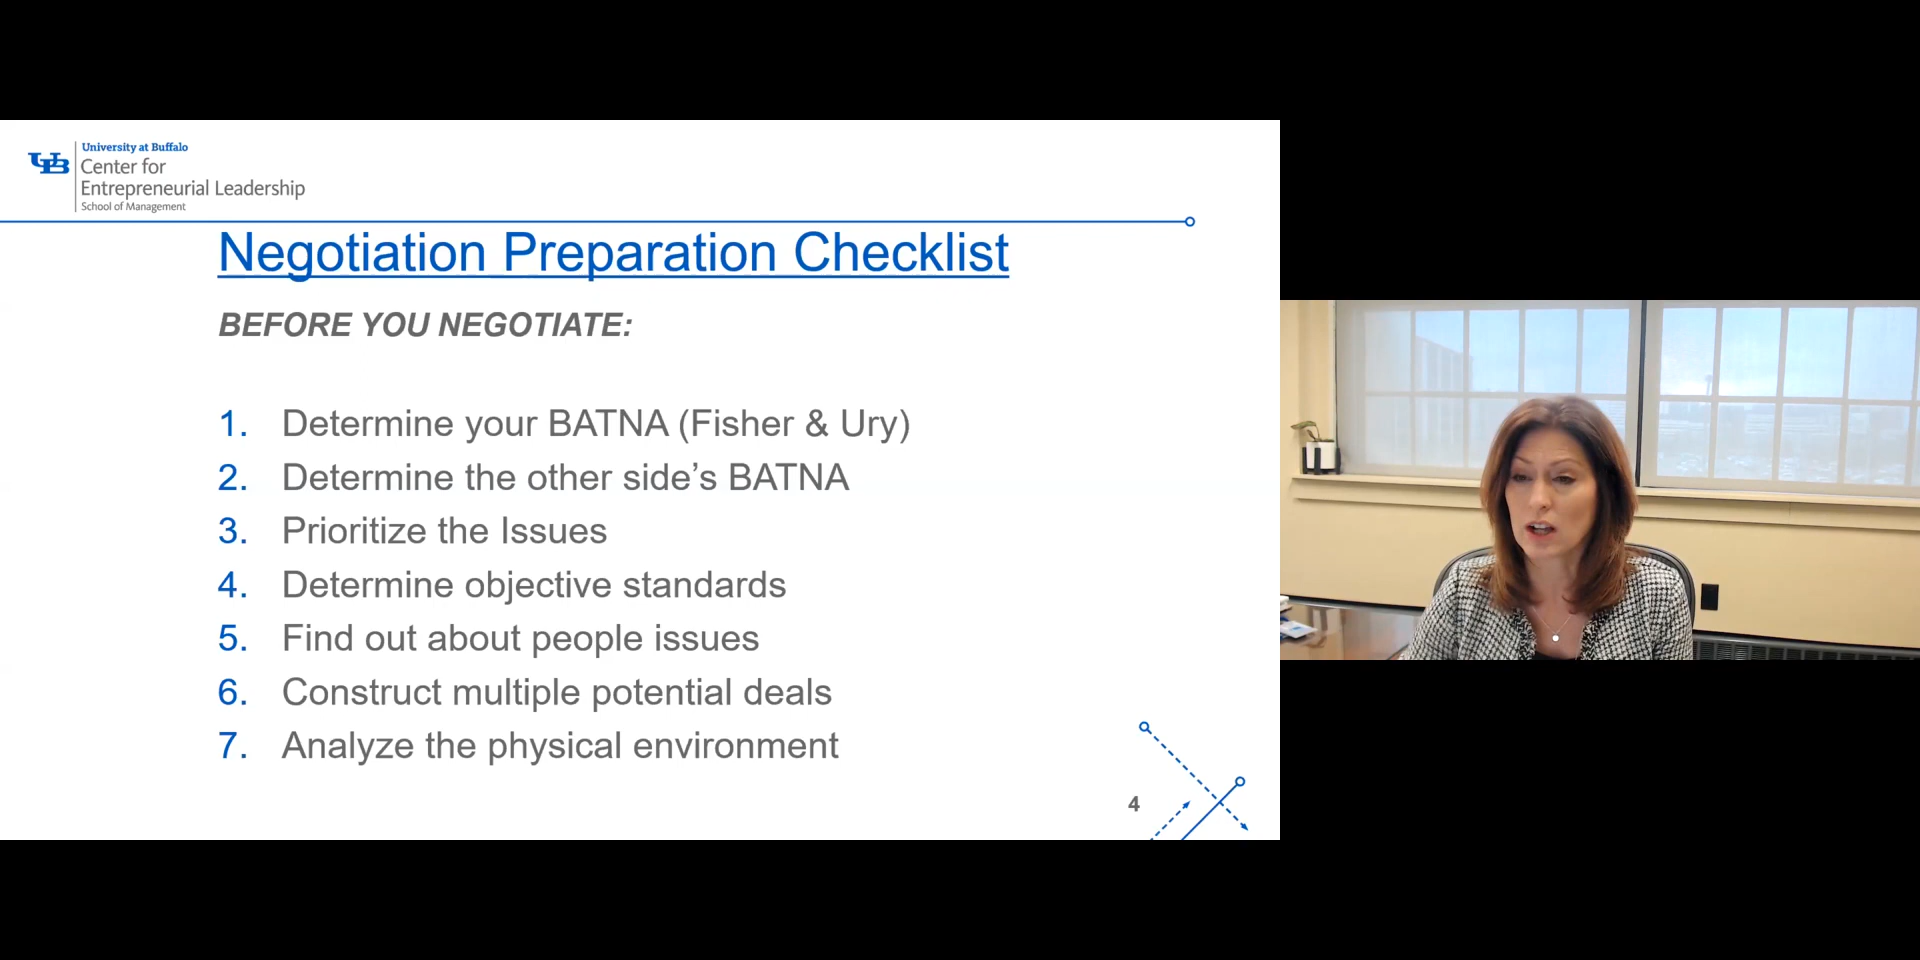 UB
University at Buffalo
Center for
Entrepreneurial Leadership
School of Management
Negotiation Preparation Checklist
BEFORE YOU NEGOTIATE:
1. Determine your BATNA (Fisher & Ury)
2. Determine the other side’s BATNA
3. Prioritize the Issues
4. Determine objective standards
5. Find out about people issues
6. Construct multiple potential deals
7. Analyze the physical environment
4